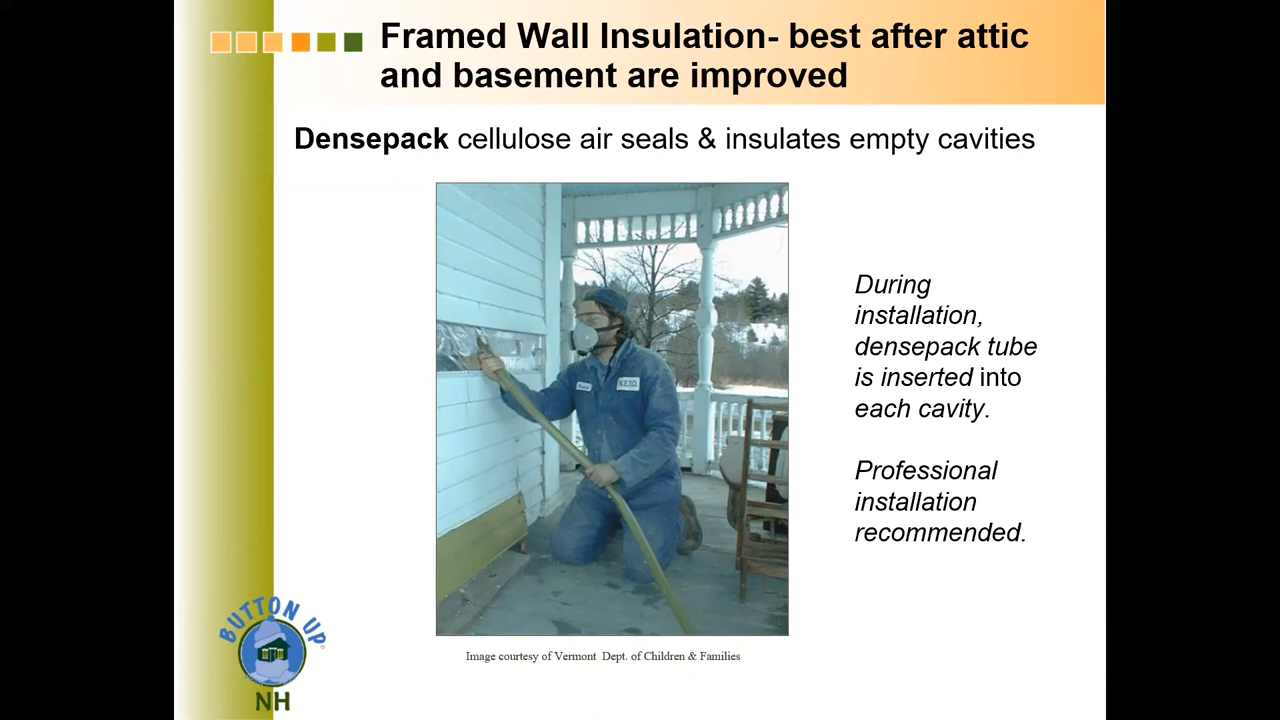 Framed Wall Insulation- best after attic
and basement are improved
Densepack cellulose air seals & insulates empty cavities
During
installation,
densepack tube
is inserted into
each cavity.
Professional
installation
recommended.
N.E.T.O.
Image courtesy of Vermont Dept. of Children & Families
BUTTON UP
NH